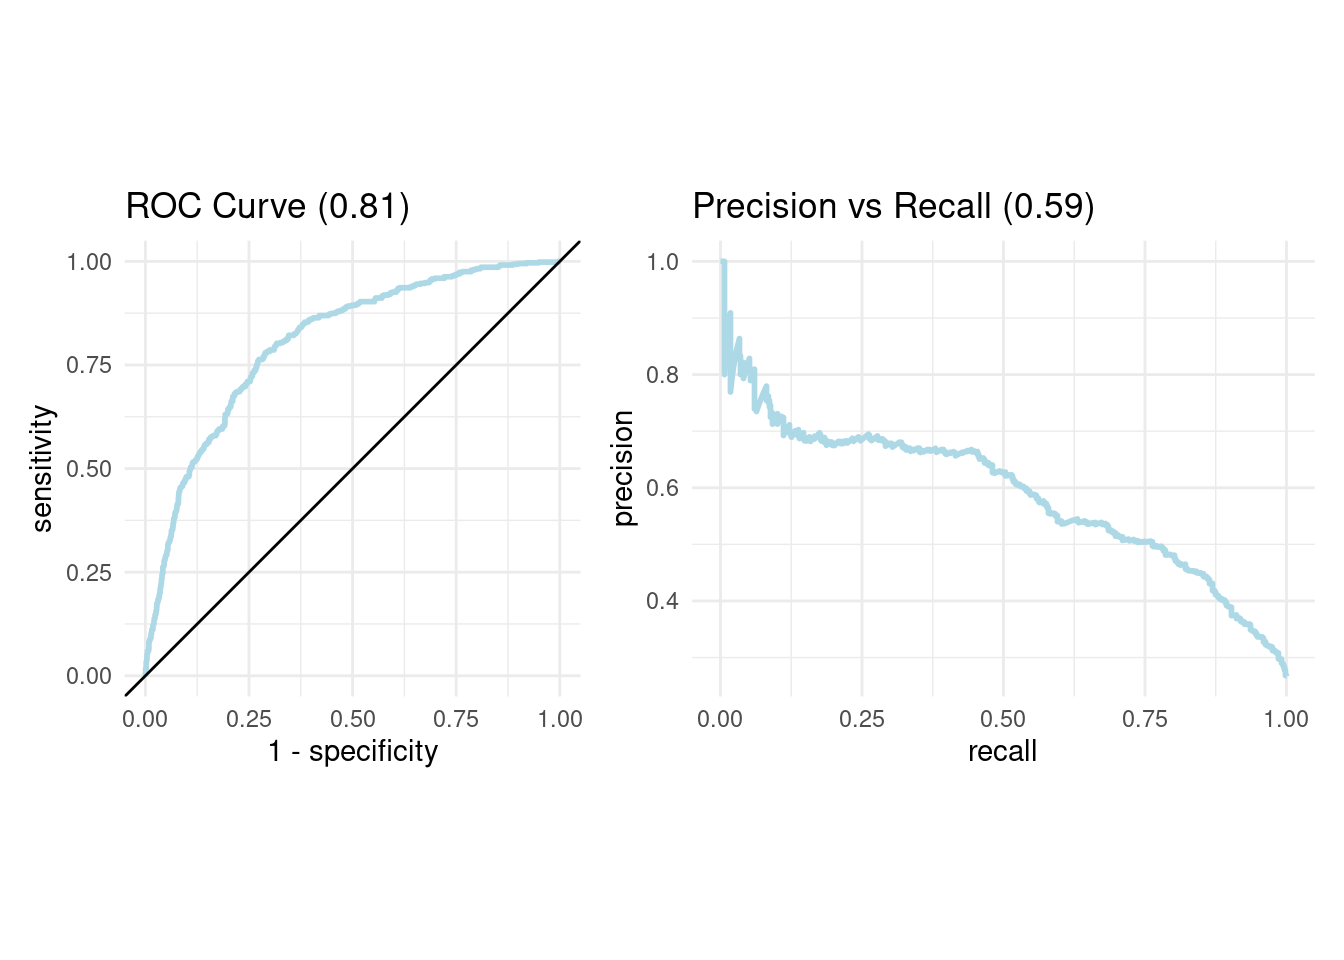 ROC Curve (0.81)
1.00
0.75
0.50
0.25
0.00
sensitivity
0.00 0.25 0.50 0.75 1.00
1 - specificity
Precision vs Recall (0.59)
1.0
0.8
0.6
0.4
precision
0.00 0.25 0.50 0.75 1.00
recall